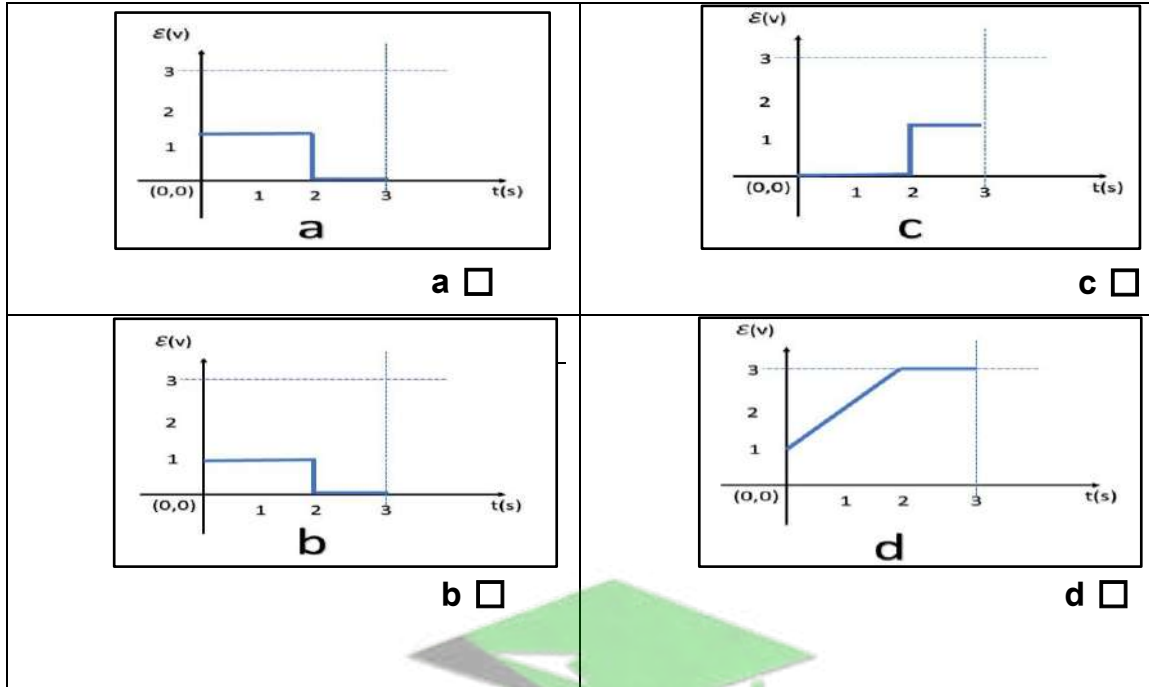 ε(v)
3
2
1
(0,0) 1 2 3 t(s)
a
a □
ε(v)
3
2
1
(0,0) 1 2 3 t(s)
c
c □
ε(v)
3
2
1
(0,0) 1 2 3 t(s)
b
b □
ε(v)
3
2
1
(0,0) 1 2 3 t(s)
d
d □